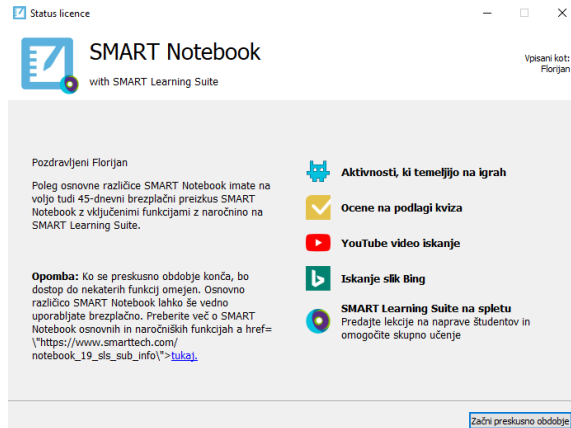 Status licence
SMART Notebook
with SMART Learning Suite
Vpisani kot:
Florijan
Pozdravljeni Florijan
Poleg osnovne različice SMART Notebook imate na
voljo tudi 45-dnevni brezplačni preizkus SMART
Notebook z vključenimi funkcijami z naročnino na
SMART Learning Suite.
Opomba: Ko se preskusno obdobje konča, bo
dostop do nekaterih funkcij omejen. Osnovno
različico SMART Notebook lahko še vedno
uporabljate brezplačno. Preberite več o SMART
Notebook osnovnih in naročniških funkcijah a href=
\"https://www.smarttech.com/
notebook_19_sls_sub_info\">tukaj.
Aktivnosti, ki temeljijo na igrah
Ocene na podlagi kviza
YouTube video iskanje
Iskanje slik Bing
SMART Learning Suite na spletu
Predajte lekcije na naprave študentov in
omogočite skupno učenje
Začni preskusno obdobje